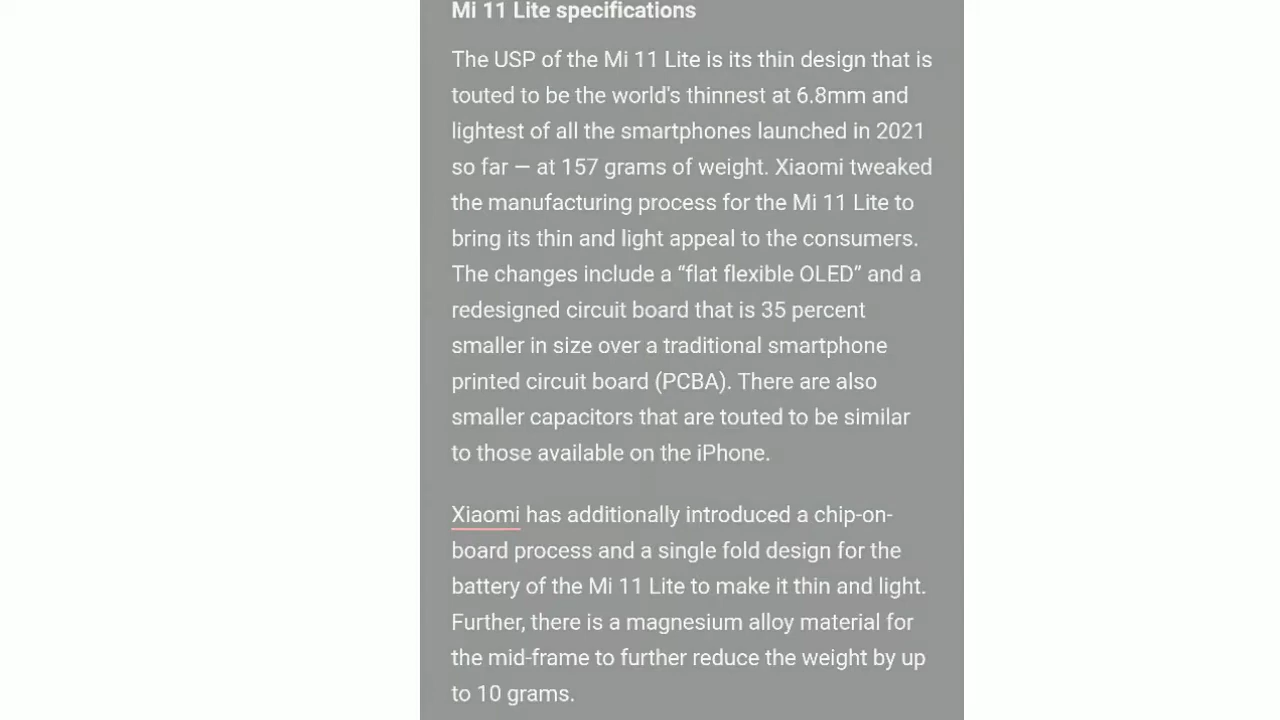 Mi 11 Lite specifications
The USP of the Mi 11 Lite is its thin design that is
touted to be the world's thinnest at 6.8mm and
lightest of all the smartphones launched in 2021
so far — at 157 grams of weight. Xiaomi tweaked
the manufacturing process for the Mi 11 Lite to
bring its thin and light appeal to the consumers.
The changes include a “flat flexible OLED” and a
redesigned circuit board that is 35 percent
smaller in size over a traditional smartphone
printed circuit board (PCBA). There are also
smaller capacitors that are touted to be similar
to those available on the iPhone.
Xiaomi has additionally introduced a chip-on-
board process and a single fold design for the
battery of the Mi 11 Lite to make it thin and light.
Further, there is a magnesium alloy material for
the mid-frame to further reduce the weight by up
to 10 grams.